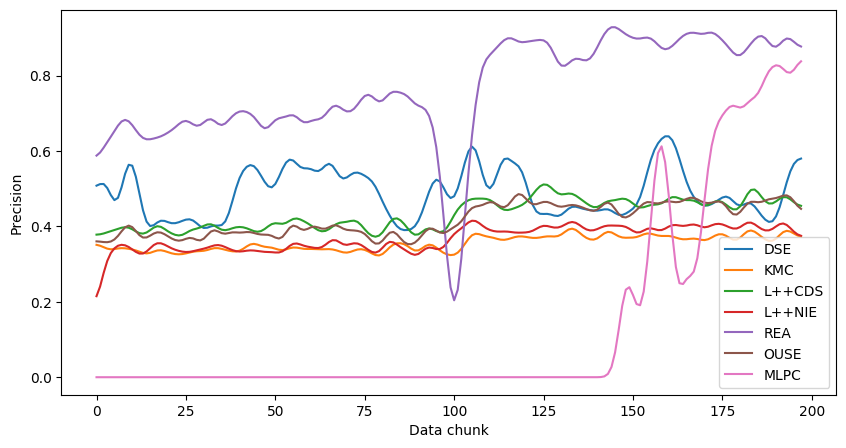 Precision
0.8
0.6
0.4
0.2
0.0
0
25
50
75
100
125
150
175
200
Data chunk
DSE
KMC
L++CDS
L++NIE
REA
OUSE
MLPC